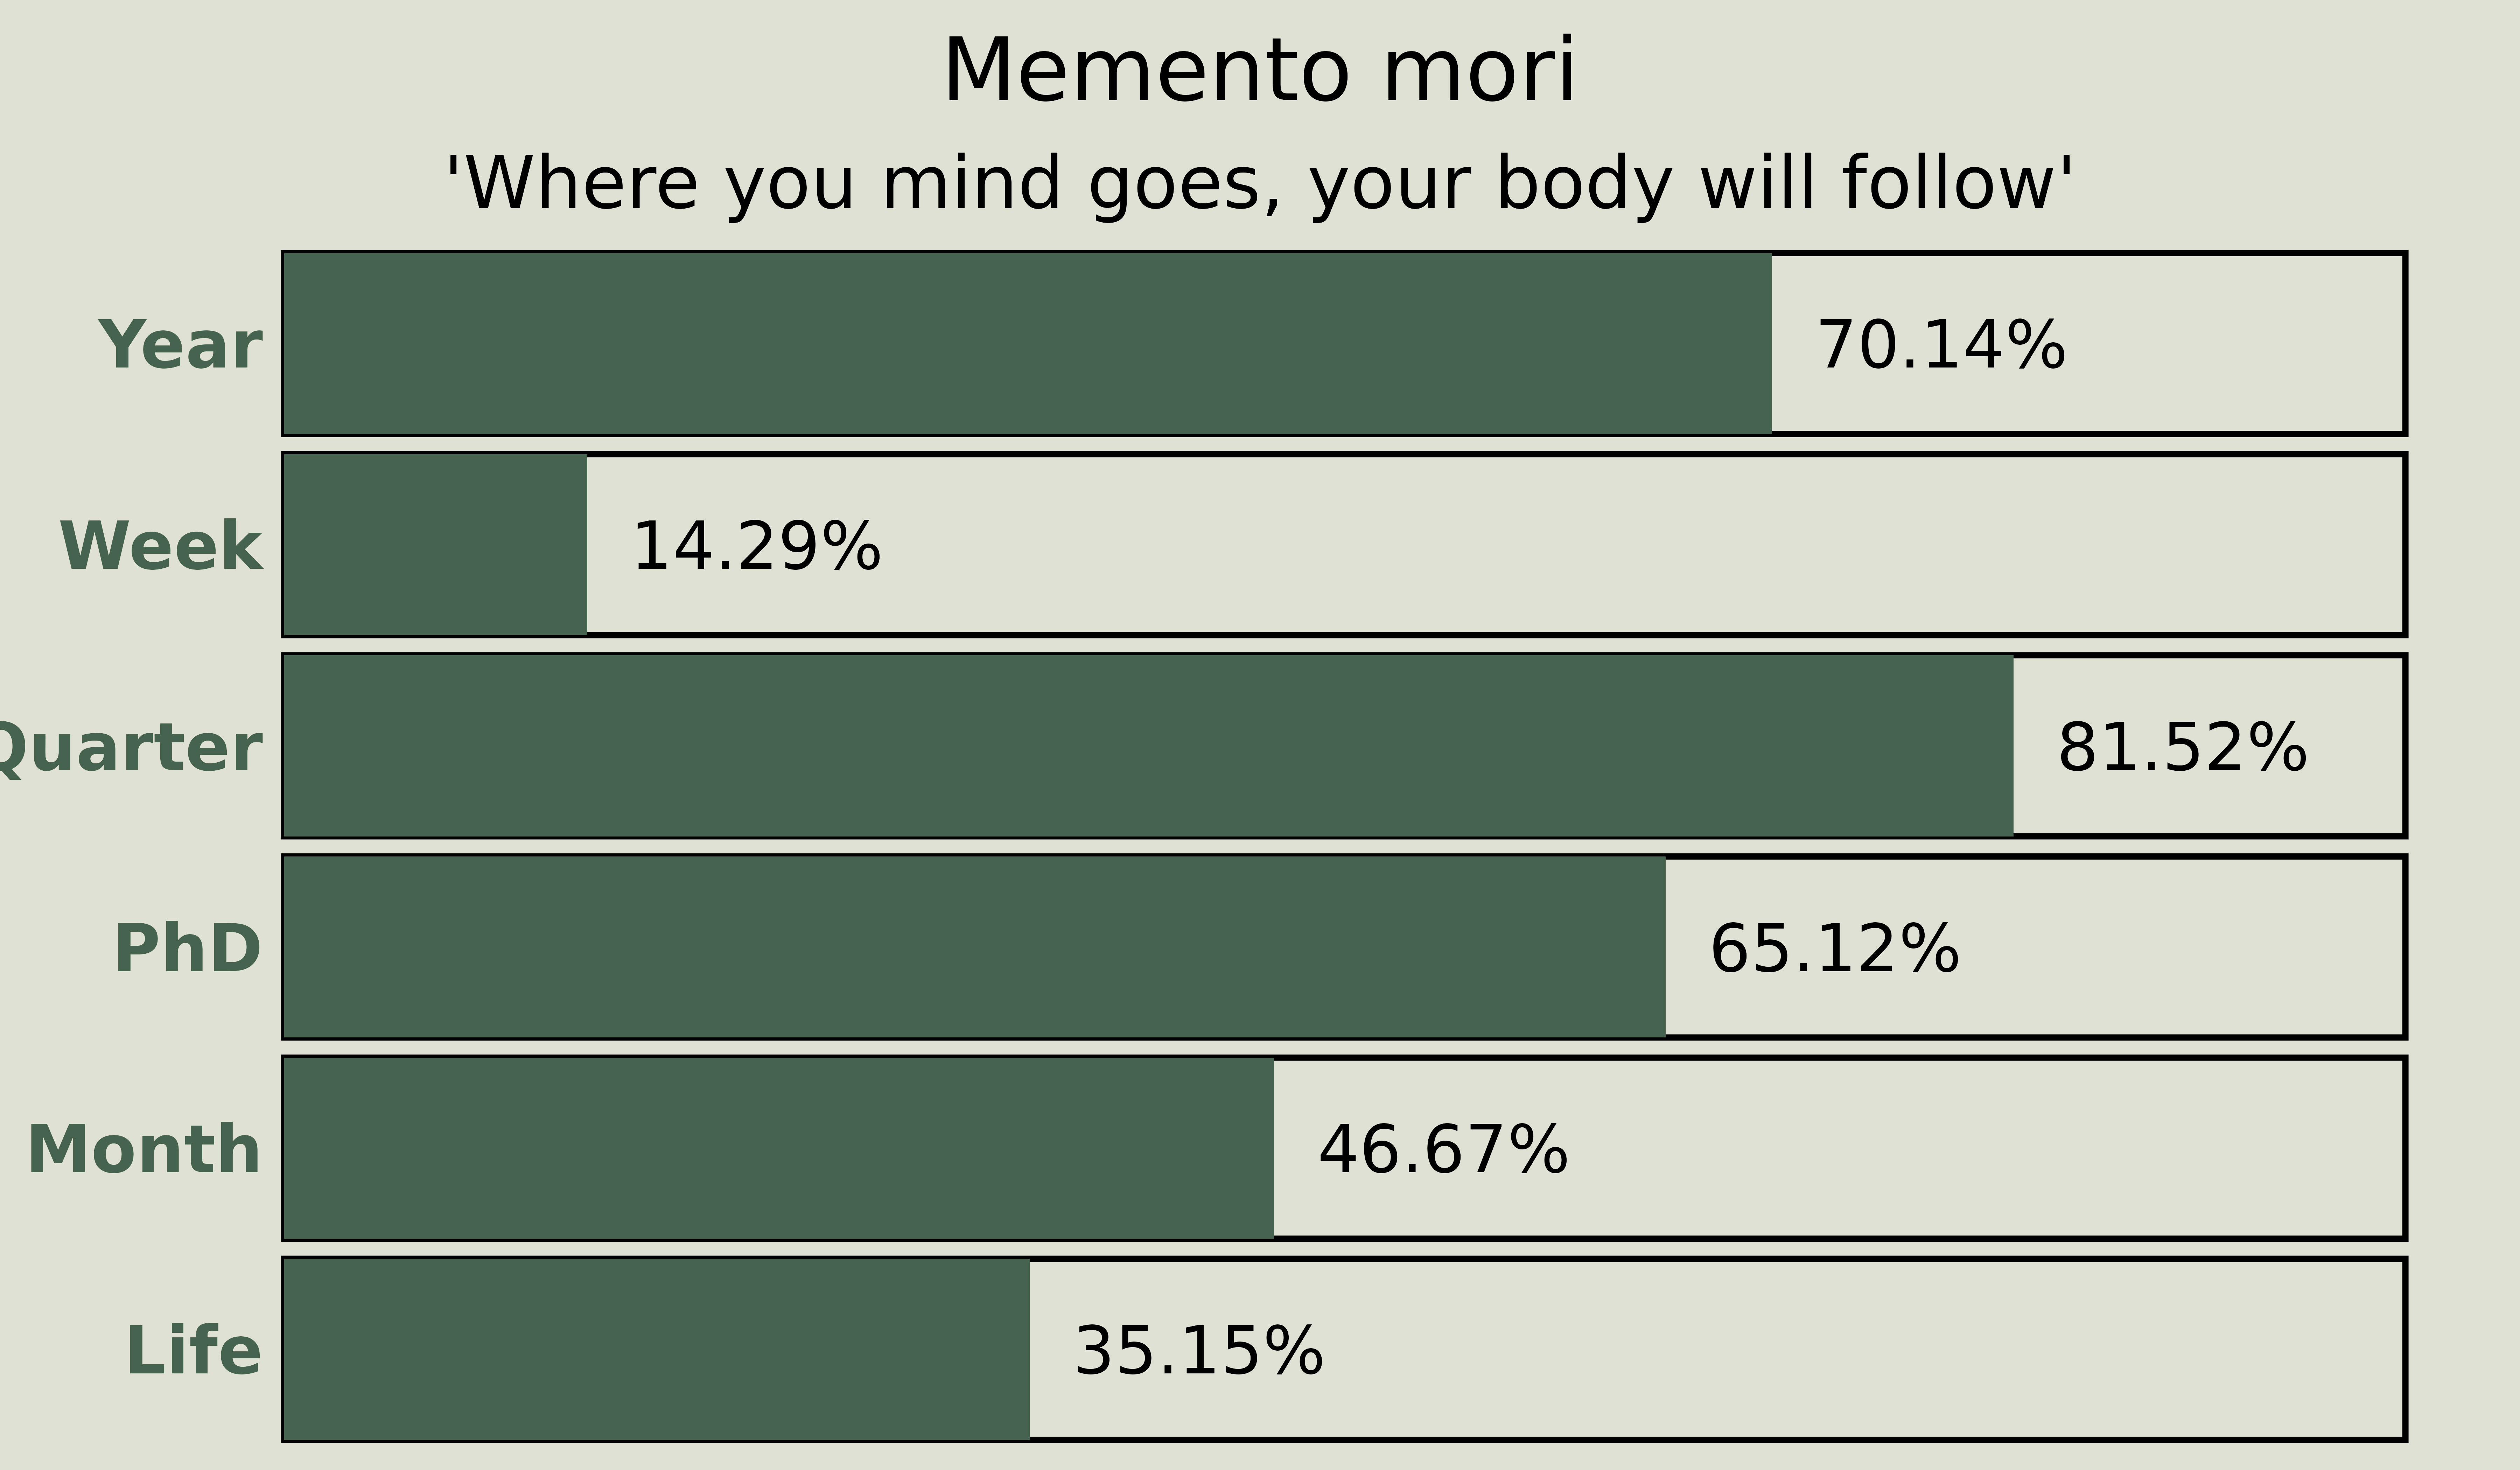 Memento mori
'Where you mind goes, your body will follow'
Year 70.14%
Week 14.29%
Quarter 81.52%
PhD 65.12%
Month 46.67%
Life 35.15%